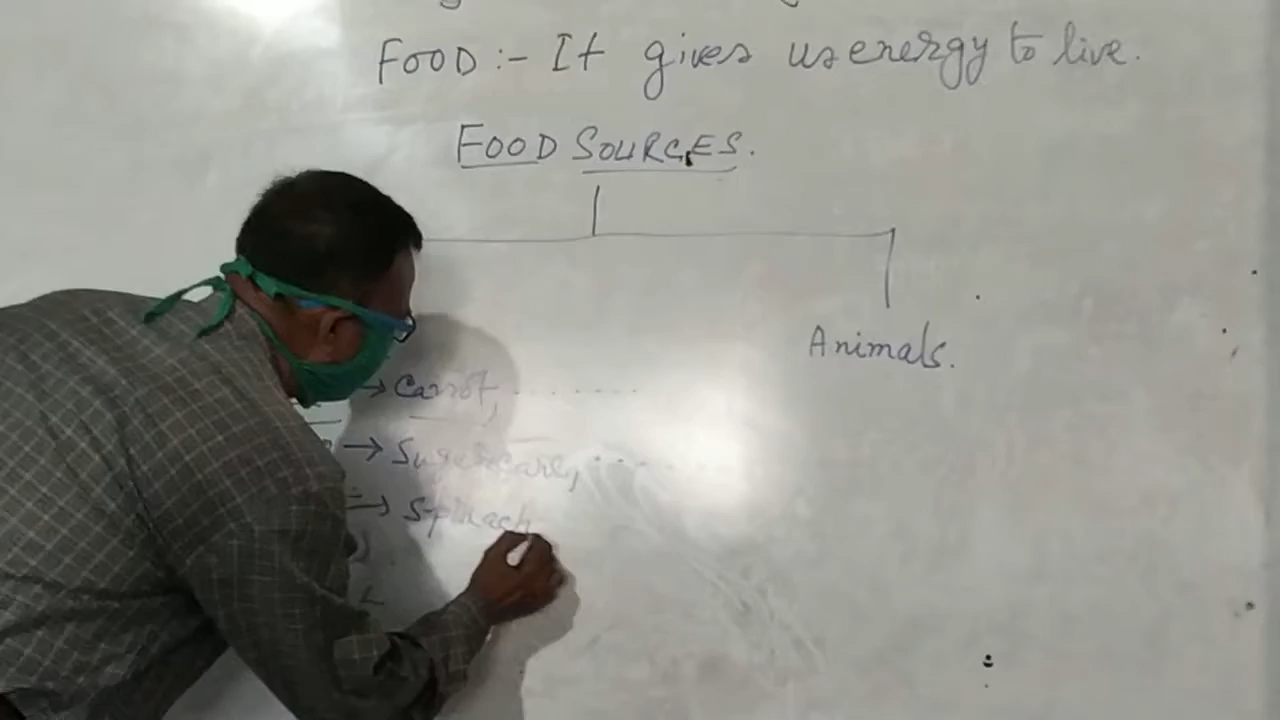 FOOD :- It gives us energy to live.
FOOD SOURCES.
Animals.
→ Carrot, ........
→ Sugarcane, ....
→ Spinach